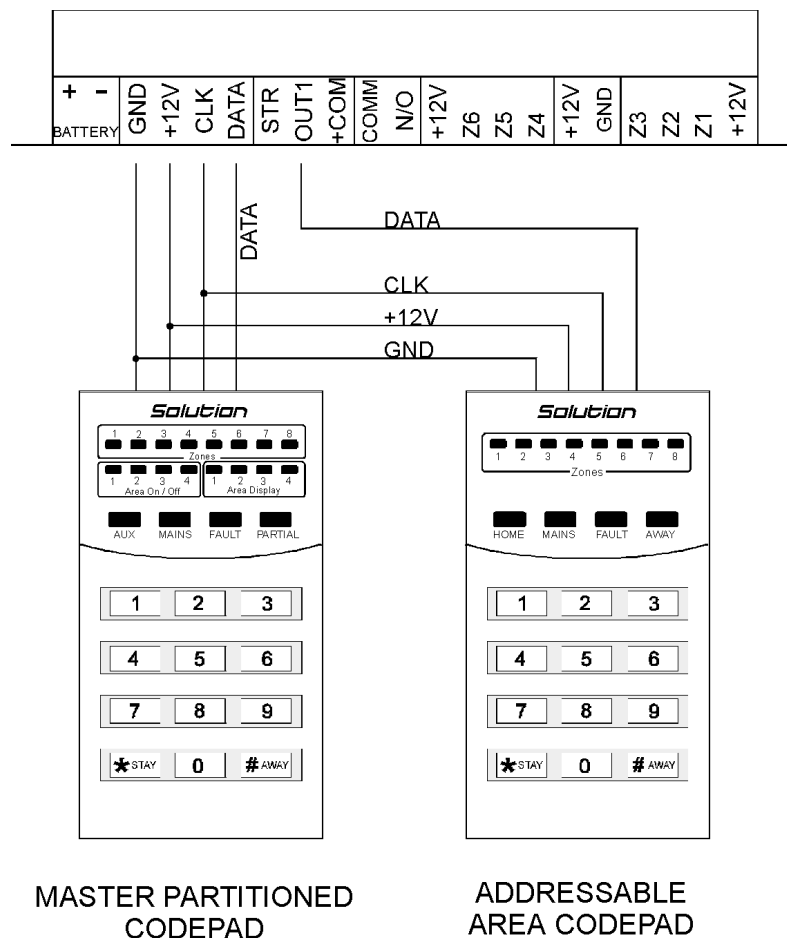 + - GND +12V CLK DATA STR OUT1 +COM COMM N/O +12V Z6 Z5 Z4 +12V GND Z3 Z2 Z1 +12V
BATTERY
DATA
DATA
CLK
+12V
GND
Solution
1 2 3 4 5 6 7 8
Zones
1 2 3 4 1 2 3 4
Area On / Off Area Display
AUX MAINS FAULT PARTIAL
1 2 3
4 5 6
7 8 9
*STAY 0 # AWAY
MASTER PARTITIONED
CODEPAD
Solution
1 2 3 4 5 6 7 8
Zones
HOME MAINS FAULT AWAY
1 2 3
4 5 6
7 8 9
*STAY 0 # AWAY
ADDRESSABLE
AREA CODEPAD